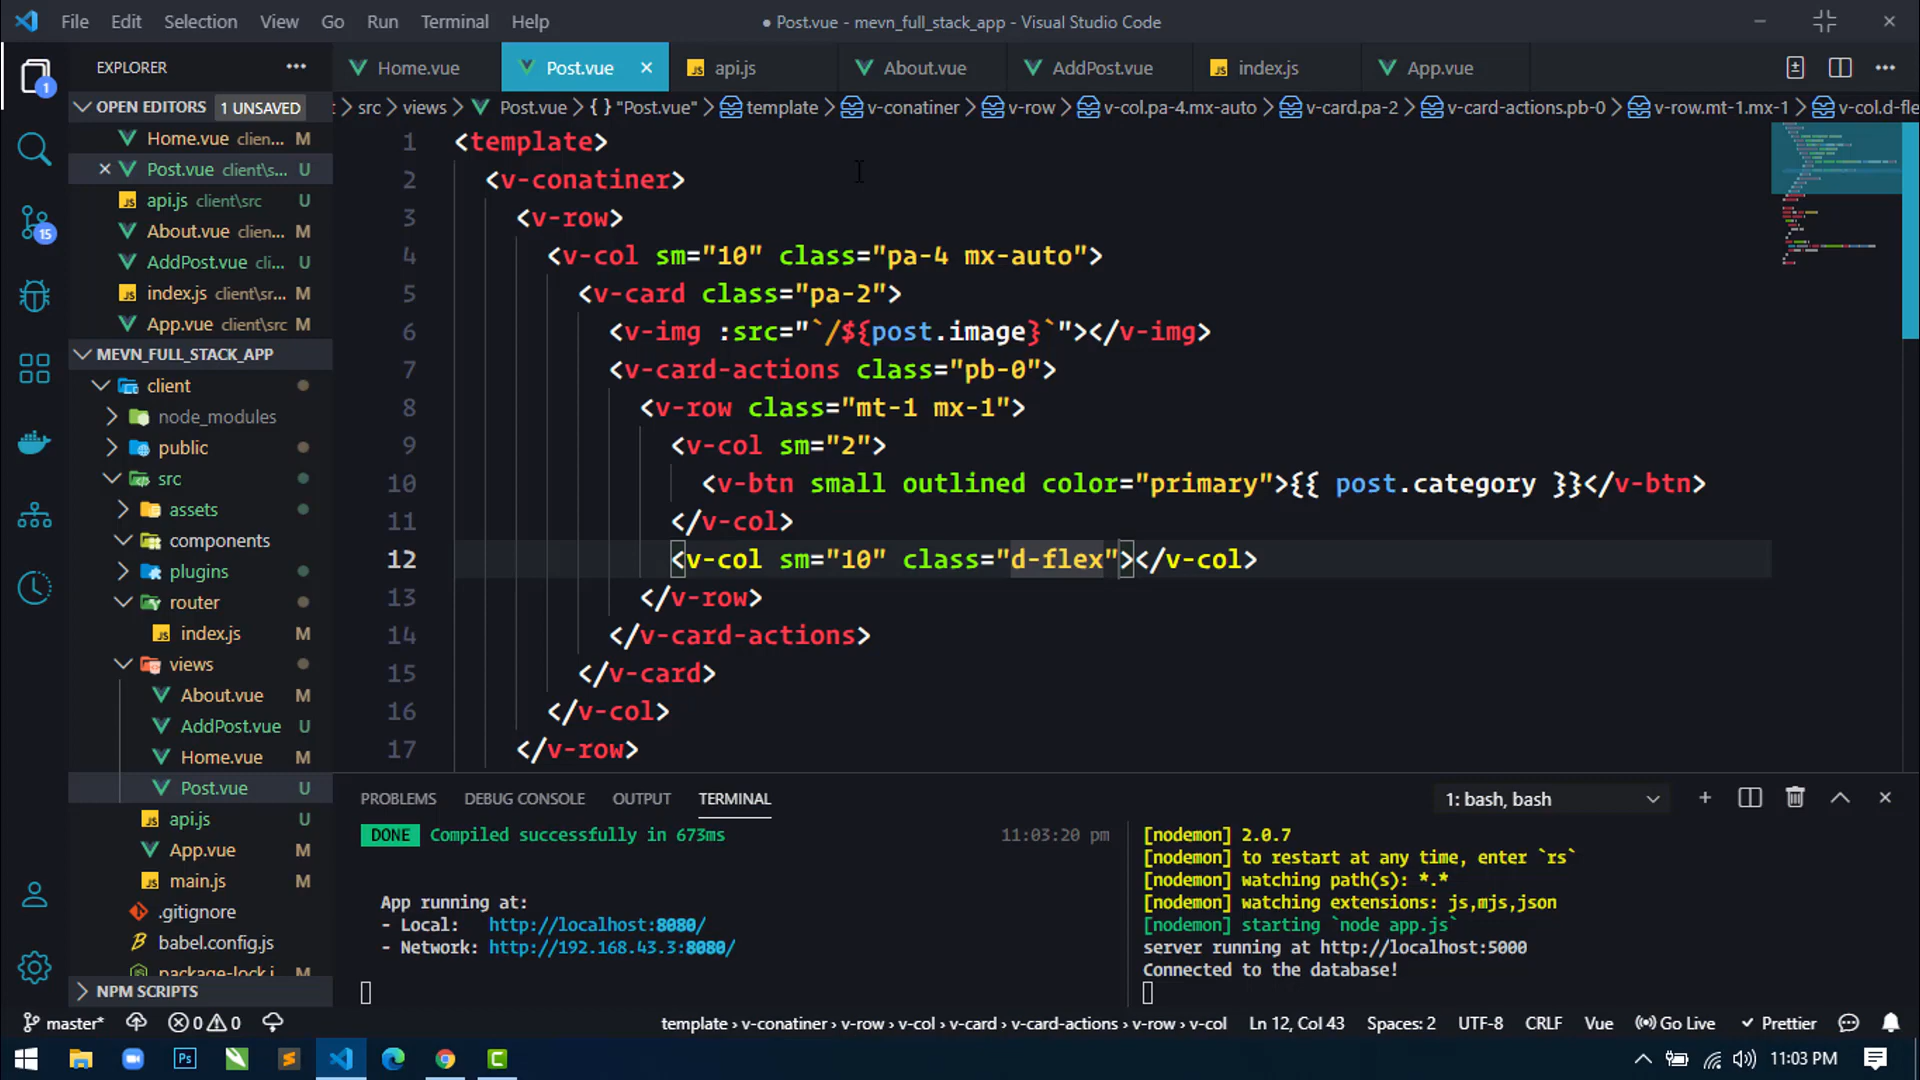 File Edit Selection View Go Run Terminal Help
● Post.vue - mevn_full_stack_app - Visual Studio Code
EXPLORER
Home.vue Post.vue api.js About.vue AddPost.vue index.js App.vue
src > views > Post.vue > {} "Post.vue" > template > v-conatiner > v-row > v-col.pa-4.mx-auto > v-card.pa-2 > v-card-actions.pb-0 > v-row.mt-1.mx-1 > v-col.d-fle
OPEN EDITORS 1 UNSAVED
Home.vue client\src... M
Post.vue client\s... U
api.js client\src U
About.vue clien... M
AddPost.vue cli... U
index.js client\sr... M
App.vue client\src M
MEVN_FULL_STACK_APP
client
node_modules
public
src
assets
components
plugins
router
index.js M
views
About.vue M
AddPost.vue U
Home.vue M
Post.vue U
api.js U
App.vue M
main.js M
.gitignore
babel.config.js
package-lock.j
NPM SCRIPTS
1
15
1 <template>
2 <v-conatiner>
3 <v-row>
4 <v-col sm="10" class="pa-4 mx-auto">
5 <v-card class="pa-2">
6 <v-img :src="`/${post.image}`"></v-img>
7 <v-card-actions class="pb-0">
8 <v-row class="mt-1 mx-1">
9 <v-col sm="2">
10 <v-btn small outlined color="primary">{{ post.category }}</v-btn>
11 </v-col>
12 <v-col sm="10" class="d-flex"></v-col>
13 </v-row>
14 </v-card-actions>
15 </v-card>
16 </v-col>
17 </v-row>
PROBLEMS DEBUG CONSOLE OUTPUT TERMINAL
1: bash, bash
DONE Compiled successfully in 673ms 11:03:20 pm
App running at:
- Local: http://localhost:8080/
- Network: http://192.168.43.3:8080/
[nodemon] 2.0.7
[nodemon] to restart at any time, enter `rs`
[nodemon] watching path(s): *.*
[nodemon] watching extensions: js,mjs,json
[nodemon] starting `node app.js`
server running at http://localhost:5000
Connected to the database!
master* 0 0
template › v-conatiner › v-row › v-col › v-card › v-card-actions › v-row › v-col Ln 12, Col 43 Spaces: 2 UTF-8 CRLF Vue Go Live Prettier
Ps
11:03 PM